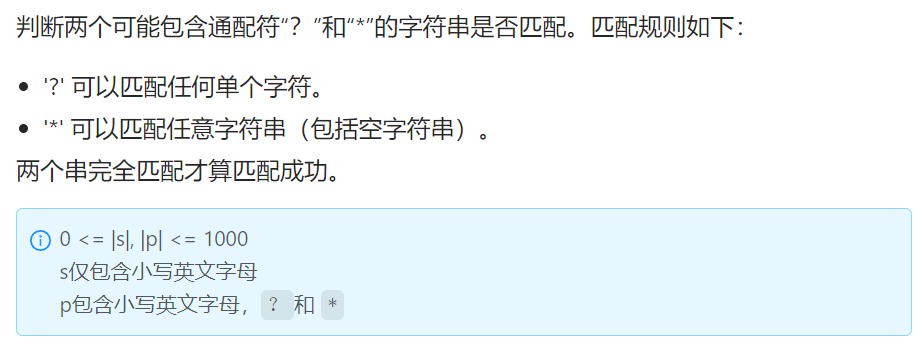 判断两个可能包含通配符“？”和“*”的字符串是否匹配。匹配规则如下：
• '?' 可以匹配任何单个字符。
• '*' 可以匹配任意字符串（包括空字符串）。
两个串完全匹配才算匹配成功。
0 <= |s|, |p| <= 1000
s仅包含小写英文字母
p包含小写英文字母，？和 *